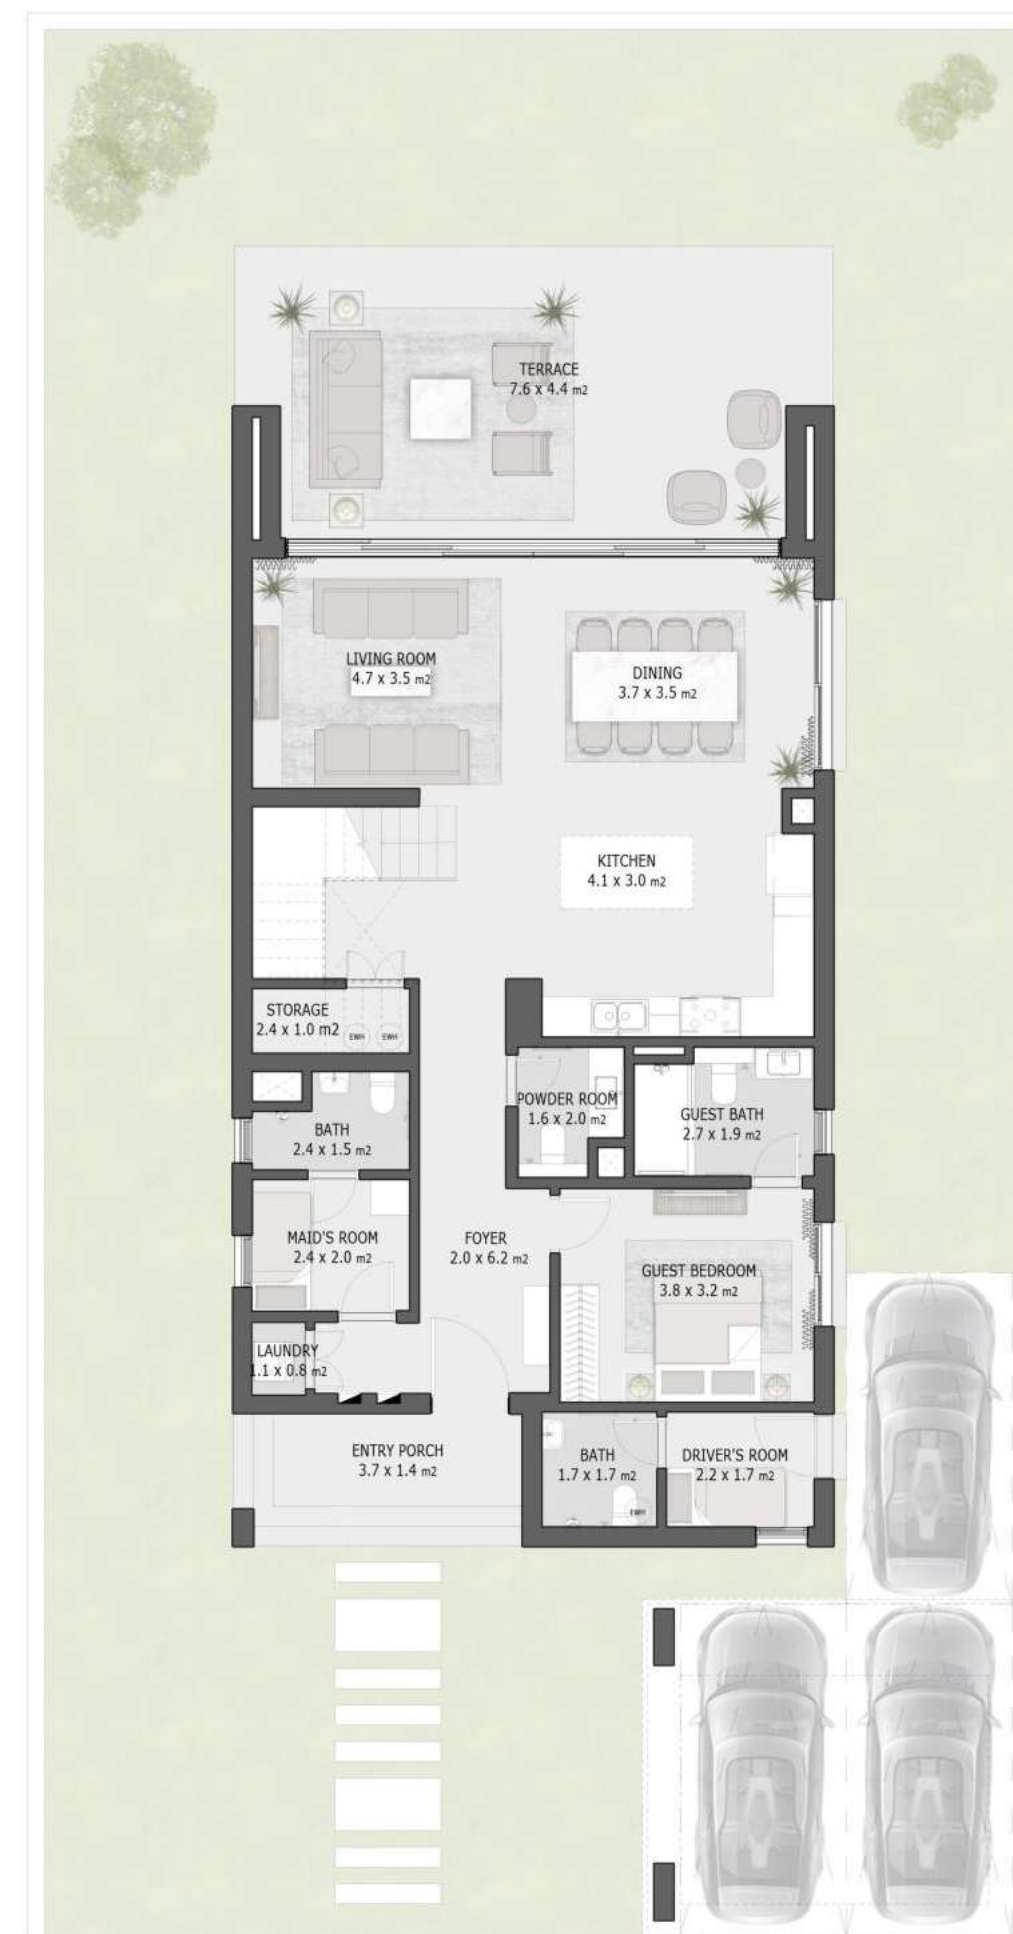 TERRACE
7.6 x 4.4 m2
LIVING ROOM
4.7 x 3.5 m2
DINING
3.7 x 3.5 m2
KITCHEN
4.1 x 3.0 m2
STORAGE
2.4 x 1.0 m2
EWH EWH
POWDER ROOM
1.6 x 2.0 m2
GUEST BATH
2.7 x 1.9 m2
BATH
2.4 x 1.5 m2
MAID'S ROOM
2.4 x 2.0 m2
FOYER
2.0 x 6.2 m2
GUEST BEDROOM
3.8 x 3.2 m2
LAUNDRY
1.1 x 0.8 m2
ENTRY PORCH
3.7 x 1.4 m2
BATH
1.7 x 1.7 m2
EWH
DRIVER'S ROOM
2.2 x 1.7 m2